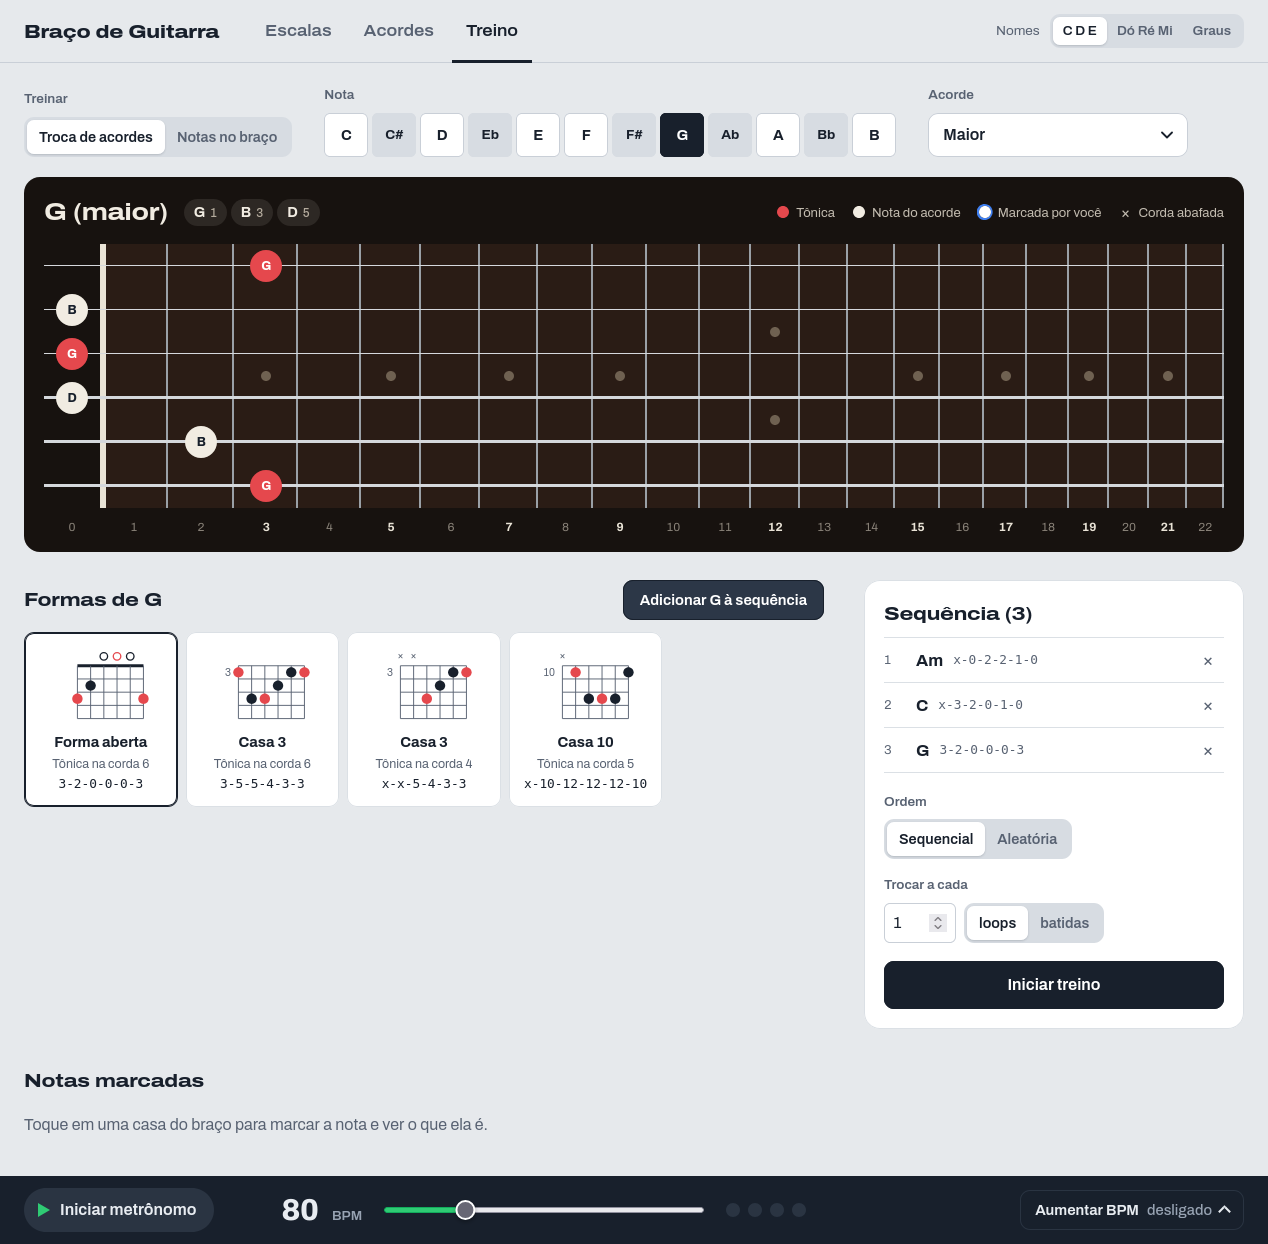 Braço de Guitarra
Escalas Acordes Treino
Nomes C D E Dó Ré Mi Graus
Treinar
Troca de acordes Notas no braço
Nota
C C# D Eb E F F# G Ab A Bb B
Acorde
Maior
G (maior) G 1 B 3 D 5
Tônica Nota do acorde Marcada por você × Corda abafada
G
B
G
D
B
G
0 1 2 3 4 5 6 7 8 9 10 11 12 13 14 15 16 17 18 19 20 21 22
Formas de G
Adicionar G à sequência
Forma aberta
Tônica na corda 6
3-2-0-0-0-3
3
Casa 3
Tônica na corda 6
3-5-5-4-3-3
× ×
3
Casa 3
Tônica na corda 4
x-x-5-4-3-3
×
10
Casa 10
Tônica na corda 5
x-10-12-12-12-10
Sequência (3)
1 Am x-0-2-2-1-0 ×
2 C x-3-2-0-1-0 ×
3 G 3-2-0-0-0-3 ×
Ordem
Sequencial Aleatória
Trocar a cada
1 loops batidas
Iniciar treino
Notas marcadas
Toque em uma casa do braço para marcar a nota e ver o que ela é.
Iniciar metrônomo
80 BPM
Aumentar BPM desligado